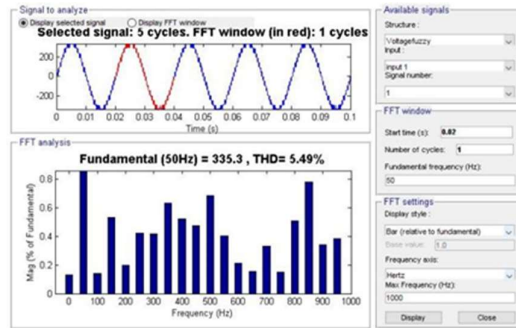 Signal to analyze
Display selected signal Display FFT window
Selected signal: 5 cycles. FFT window (in red): 1 cycles
200
0
-200
0 0.01 0.02 0.03 0.04 0.05 0.06 0.07 0.08 0.09 0.1
Time (s)
FFT analysis
Fundamental (50Hz) = 335.3 , THD= 5.49%
Mag (% of Fundamental)
0.8
0.6
0.4
0.2
0
0 100 200 300 400 500 600 700 800 900 1000
Frequency (Hz)
Available signals
Structure :
Voltagefuzzy
Input :
input 1
Signal number:
1
FFT window
Start time (s): 0.02
Number of cycles: 1
Fundamental frequency (Hz):
50
FFT settings
Display style :
Bar (relative to fundamental)
Base value: 1.0
Frequency axis:
Hertz
Max Frequency (Hz):
1000
Display
Close